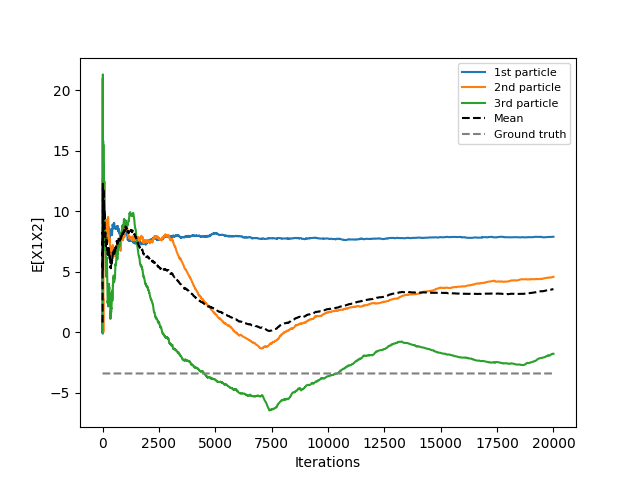 1st particle
2nd particle
3rd particle
Mean
Ground truth
20
15
10
5
0
−5
E[X1X2]
0 2500 5000 7500 10000 12500 15000 17500 20000
Iterations